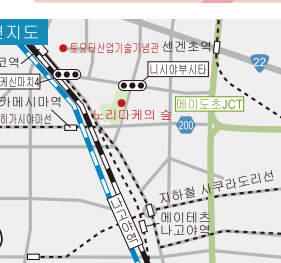 변지도
토요타산업기술기념관
센겐초역
코역
22
니시야부시타
케신마치4
카메시마역
메이도초JCT
노리다케의 숲
히가시야마선
200
지하철 사쿠라도리선
나고야역
메이테츠
나고야역